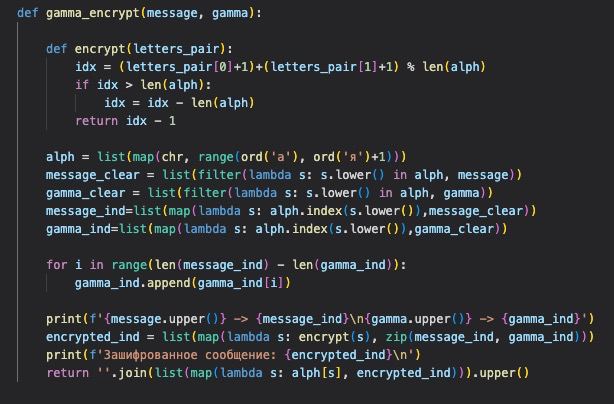 def gamma_encrypt(message, gamma):
    def encrypt(letters_pair):
        idx = (letters_pair[0]+1)+(letters_pair[1]+1) % len(alph)
        if idx > len(alph):
            idx = idx - len(alph)
        return idx - 1
    alph = list(map(chr, range(ord('а'), ord('я')+1)))
    message_clear = list(filter(lambda s: s.lower() in alph, message))
    gamma_clear = list(filter(lambda s: s.lower() in alph, gamma))
    message_ind=list(map(lambda s: alph.index(s.lower()),message_clear))
    gamma_ind=list(map(lambda s: alph.index(s.lower()),gamma_clear))
    for i in range(len(message_ind) - len(gamma_ind)):
        gamma_ind.append(gamma_ind[i])
    print(f'{message.upper()} -> {message_ind}\n{gamma.upper()} -> {gamma_ind}')
    encrypted_ind = list(map(lambda s: encrypt(s), zip(message_ind, gamma_ind)))
    print(f'Зашифрованное сообщение: {encrypted_ind}\n')
    return ''.join(list(map(lambda s: alph[s], encrypted_ind))).upper()